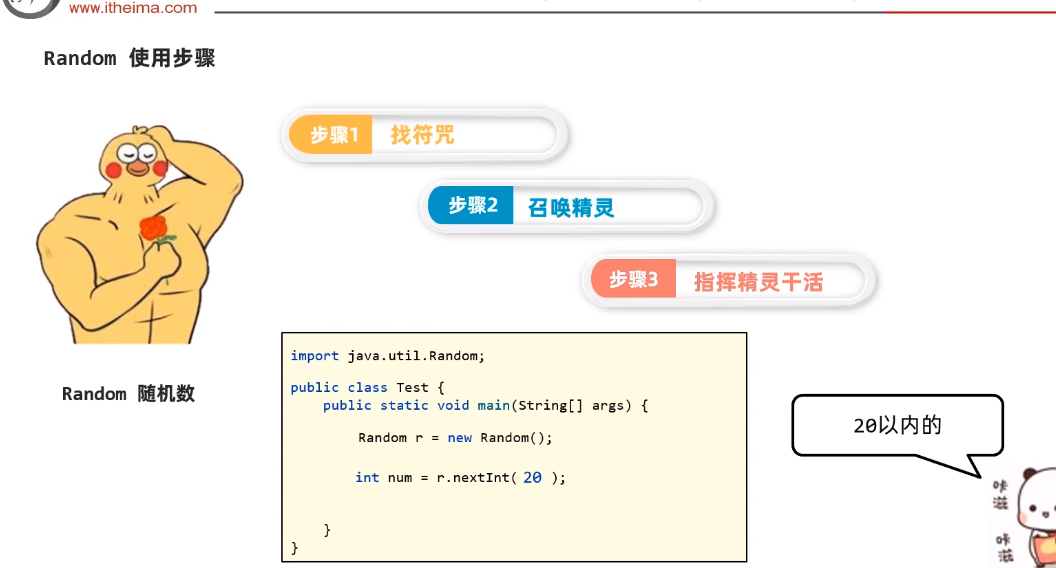 www.itheima.com
Random 使用步骤
步骤1 找符咒
步骤2 召唤精灵
步骤3 指挥精灵干活
Random 随机数
import java.util.Random;
public class Test {
public static void main(String[] args) {
Random r = new Random();
int num = r.nextInt( 20 );
}
}
20以内的
咔
滋
咔
滋